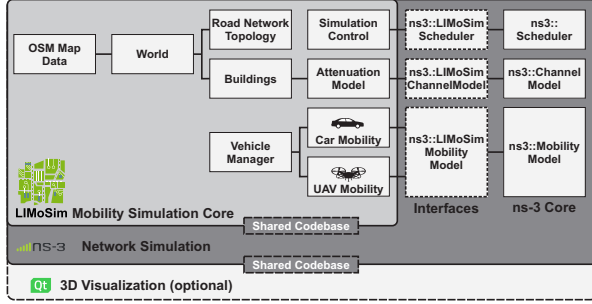 OSM Map
Data
World
Road Network
Topology
Simulation
Control
ns3::LIMoSim
Scheduler
ns3::
Scheduler
Buildings
Attenuation
Model
ns3.:LIMoSim
ChannelModel
ns3::Channel
Model
Vehicle
Manager
Car Mobility
UAV Mobility
ns3::LIMoSim
Mobility
Model
ns3::Mobility
Model
LIMoSim Mobility Simulation Core
Interfaces
ns-3 Core
Shared Codebase
ns-3 Network Simulation
Shared Codebase
Qt 3D Visualization (optional)